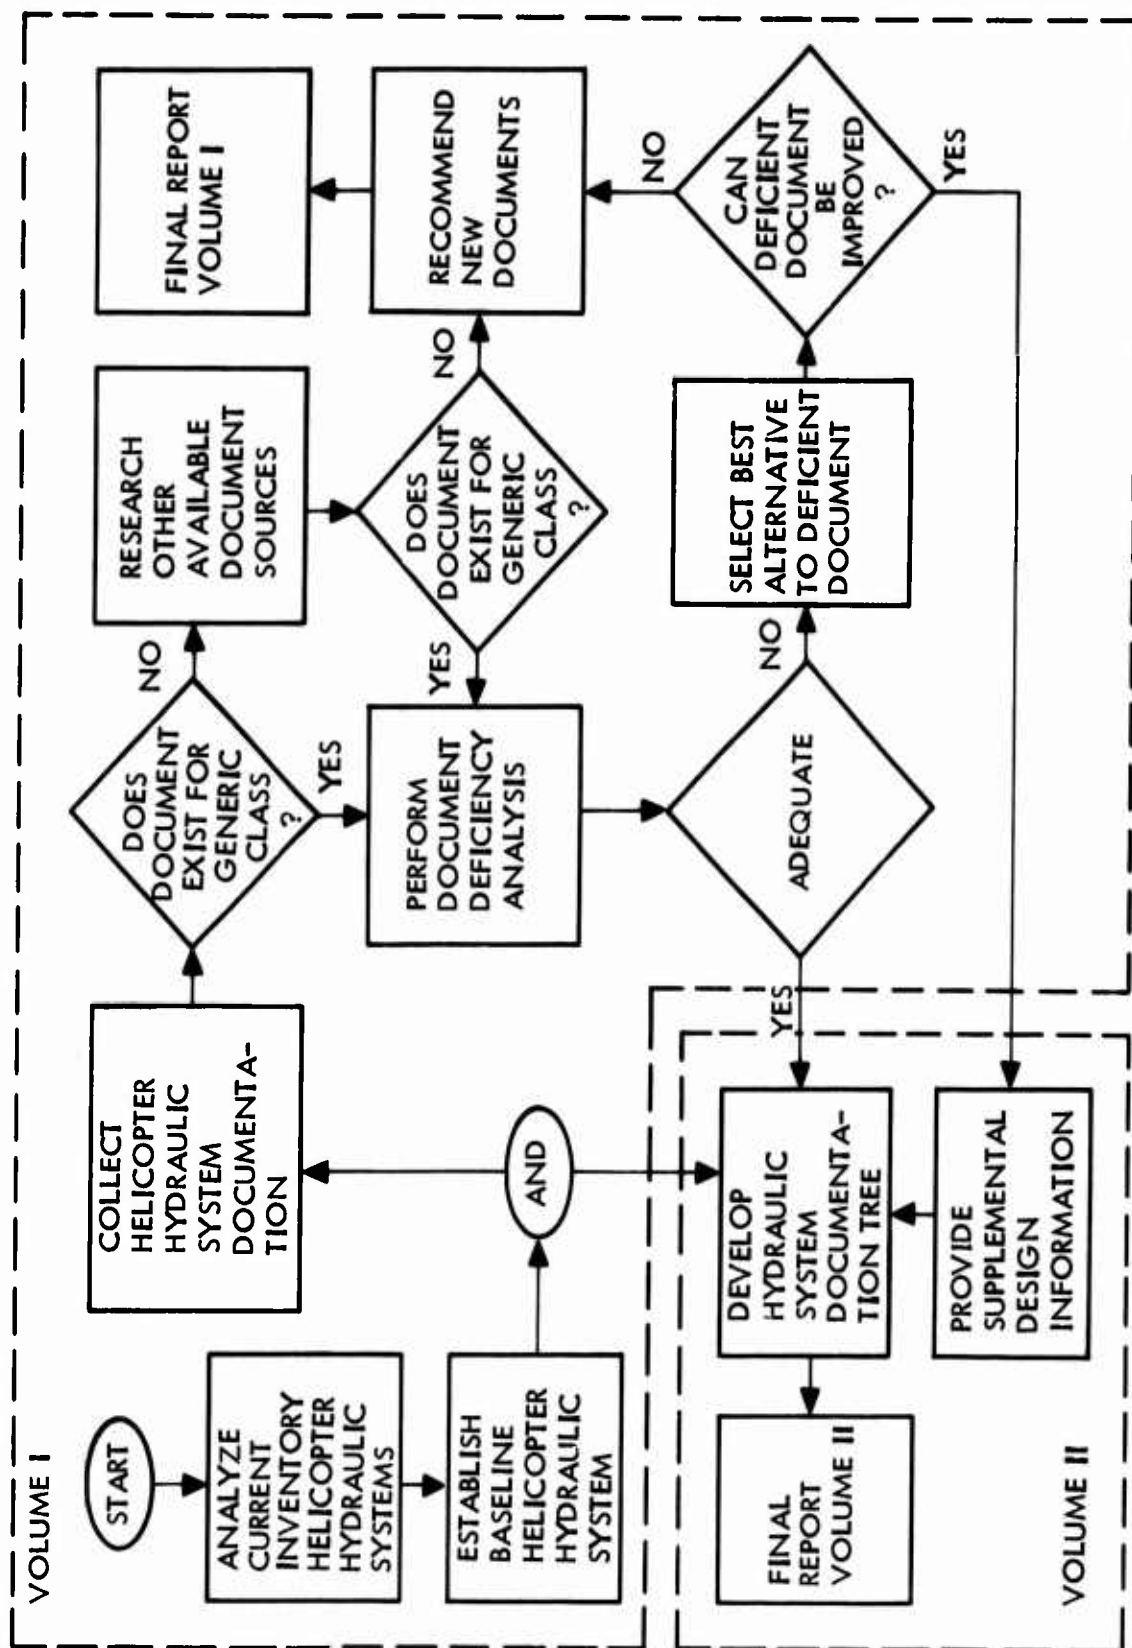 VOLUME I
START
ANALYZE
CURRENT
INVENTORY
HELICOPTER
HYDRAULIC
SYSTEMS
ESTABLISH
BASELINE
HELICOPTER
HYDRAULIC
SYSTEM
AND
COLLECT
HELICOPTER
HYDRAULIC
SYSTEM
DOCUMENTA-
TION
DOES
DOCUMENT
EXIST FOR
GENERIC
CLASS
?
NO
YES
RESEARCH
OTHER
AVAILABLE
DOCUMENT
SOURCES
DOES
DOCUMENT
EXIST FOR
GENERIC
CLASS
?
YES
NO
FINAL REPORT
VOLUME I
RECOMMEND
NEW
DOCUMENTS
PERFORM
DOCUMENT
DEFICIENCY
ANALYSIS
ADEQUATE
YES
NO
SELECT BEST
ALTERNATIVE
TO DEFICIENT
DOCUMENT
NO
CAN
DEFICIENT
DOCUMENT
BE
IMPROVED
?
YES
DEVELOP
HYDRAULIC
SYSTEM
DOCUMENTA-
TION TREE
PROVIDE
SUPPLEMENTAL
DESIGN
INFORMATION
FINAL
REPORT
VOLUME II
VOLUME II